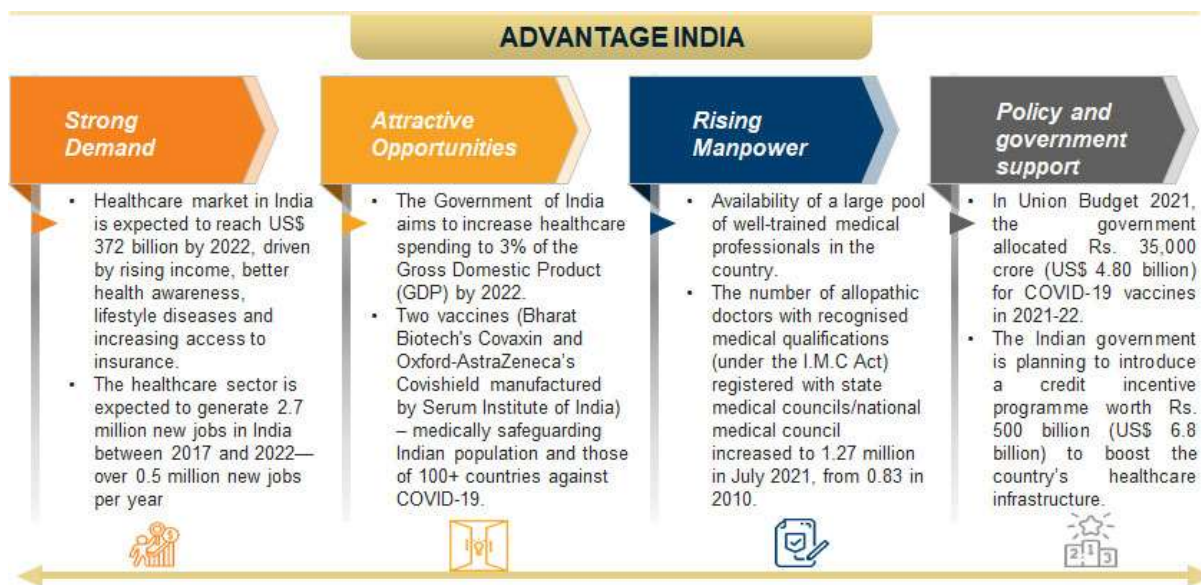 ADVANTAGE INDIA
Strong
Demand
• Healthcare market in India
is expected to reach US$
372 billion by 2022, driven
by rising income, better
health awareness,
lifestyle diseases and
increasing access to
insurance.
• The healthcare sector is
expected to generate 2.7
million new jobs in India
between 2017 and 2022—
over 0.5 million new jobs
per year
Attractive
Opportunities
• The Government of India
aims to increase healthcare
spending to 3% of the
Gross Domestic Product
(GDP) by 2022.
• Two vaccines (Bharat
Biotech's Covaxin and
Oxford-AstraZeneca's
Covishield manufactured
by Serum Institute of India)
– medically safeguarding
Indian population and those
of 100+ countries against
COVID-19.
Rising
Manpower
• Availability of a large pool
of well-trained medical
professionals in the
country.
• The number of allopathic
doctors with recognised
medical qualifications
(under the I.M.C Act)
registered with state
medical councils/national
medical council
increased to 1.27 million
in July 2021, from 0.83 in
2010.
Policy and
government
support
• In Union Budget 2021,
the government
allocated Rs. 35,000
crore (US$ 4.80 billion)
for COVID-19 vaccines
in 2021-22.
• The Indian government
is planning to introduce
a credit incentive
programme worth Rs.
500 billion (US$ 6.8
billion) to boost the
country's healthcare
infrastructure.
2 1 3